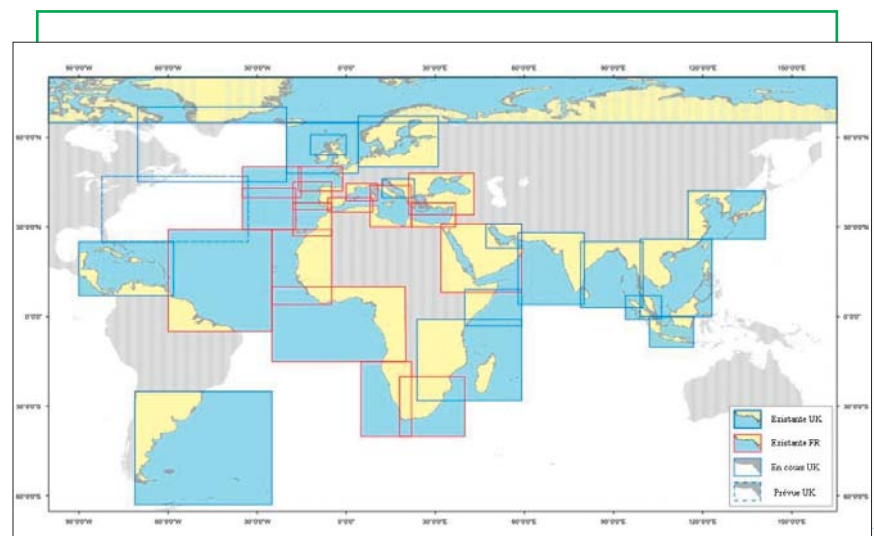 90°0'0"W 60°0'0"W 30°0'0"W 0°0'0" 30°0'0"E 60°0'0"E 90°0'0"E 120°0'0"E 150°0'0"E
60°0'0"N 60°0'0"N
30°0'0"N 30°0'0"N
0°0'0" 0°0'0"
30°0'0"S 30°0'0"S
60°0'0"S 60°0'0"S
Existante UK
Existante FR
En cours UK
Prévue UK
90°0'0"W 60°0'0"W 30°0'0"W 0°0'0" 30°0'0"E 60°0'0"E 90°0'0"E 120°0'0"E 150°0'0"E